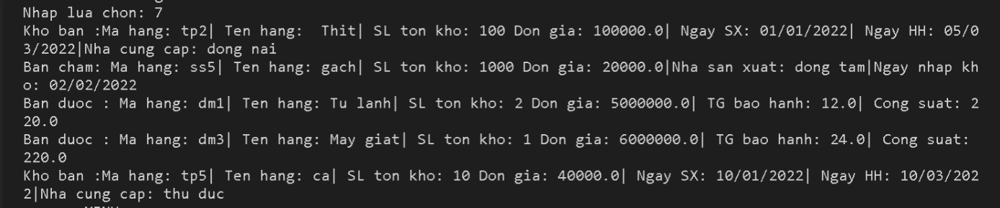 Nhap lua chon: 7
Kho ban :Ma hang: tp2| Ten hang:  Thit| SL ton kho: 100 Don gia: 100000.0| Ngay SX: 01/01/2022| Ngay HH: 05/0
3/2022|Nha cung cap: dong nai
Ban cham: Ma hang: ss5| Ten hang: gach| SL ton kho: 1000 Don gia: 20000.0|Nha san xuat: dong tam|Ngay nhap kh
o: 02/02/2022
Ban duoc : Ma hang: dm1| Ten hang: Tu lanh| SL ton kho: 2 Don gia: 5000000.0| TG bao hanh: 12.0| Cong suat: 2
20.0
Ban duoc : Ma hang: dm3| Ten hang: May giat| SL ton kho: 1 Don gia: 6000000.0| TG bao hanh: 24.0| Cong suat:
220.0
Kho ban :Ma hang: tp5| Ten hang: ca| SL ton kho: 10 Don gia: 40000.0| Ngay SX: 10/01/2022| Ngay HH: 10/03/202
2|Nha cung cap: thu duc